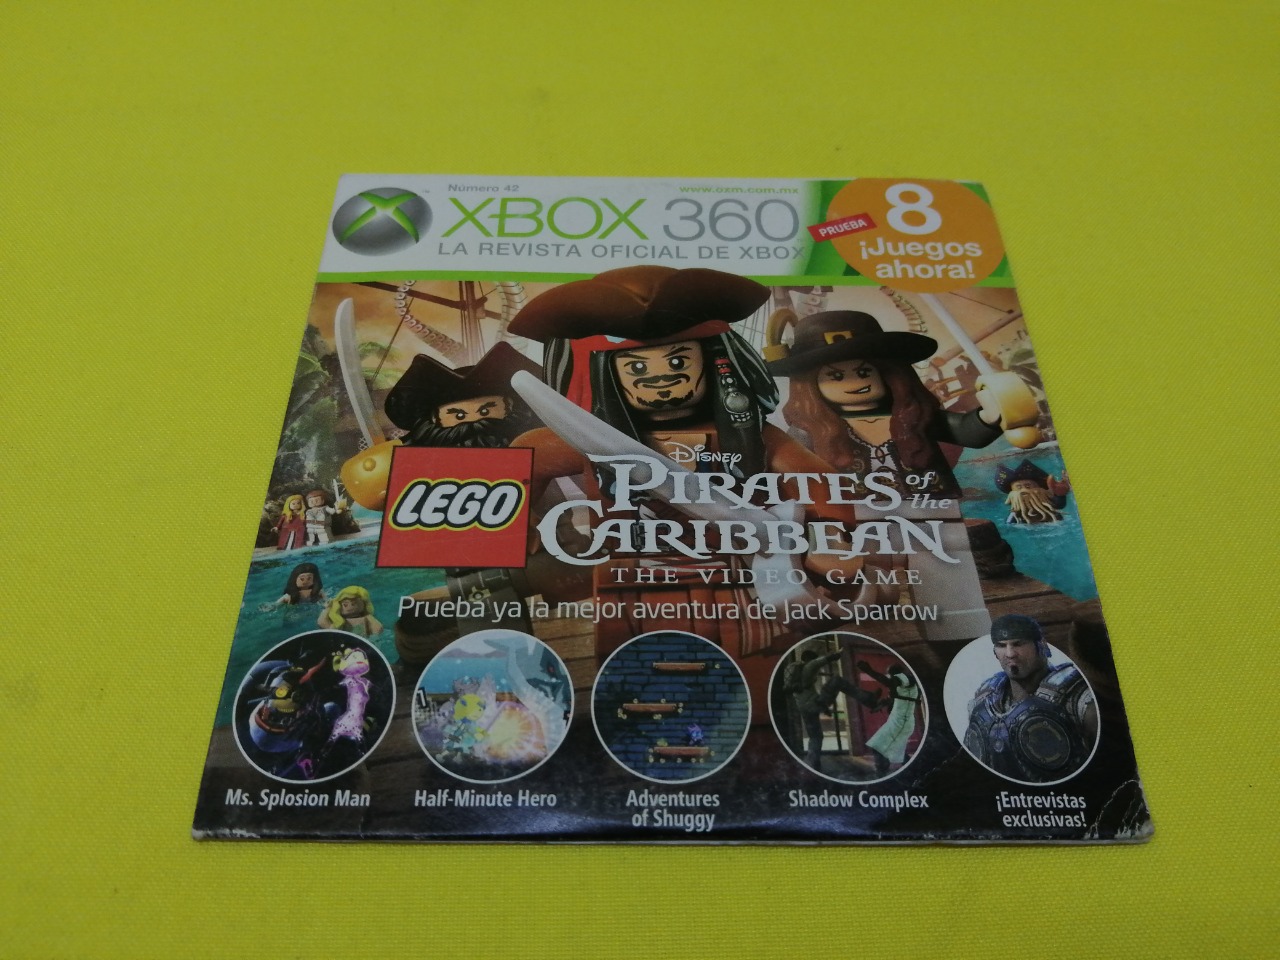 Número 42
www.oxm.com.mx
XBOX 360
LA REVISTA OFICIAL DE XBOX
PRUEBA
8
¡Juegos
ahora!
LEGO
DISNEY
PIRATES of the
CARIBBEAN
THE VIDEO GAME
Prueba ya la mejor aventura de Jack Sparrow
Ms. Splosion Man
Half-Minute Hero
Adventures
of Shuggy
Shadow Complex
¡Entrevistas
exclusivas!